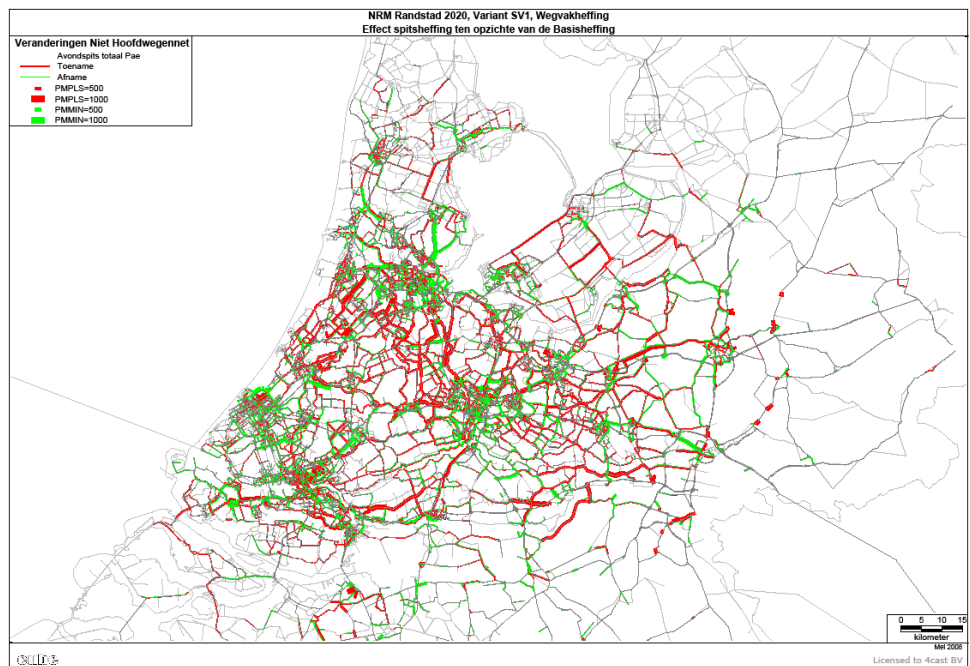 NRM Randstad 2020, Variant SV1, Wegvakheffing
Effect spitsheffing ten opzichte van de Basisheffing
Veranderingen Niet Hoofdwegennet
Avondspits totaal Pae
Toename
Afname
PMPLS=500
PMPLS=1000
PMMIN=500
PMMIN=1000
0 5 10 15
kilometer
Mei 2008
cube
Licensed to 4cast BV